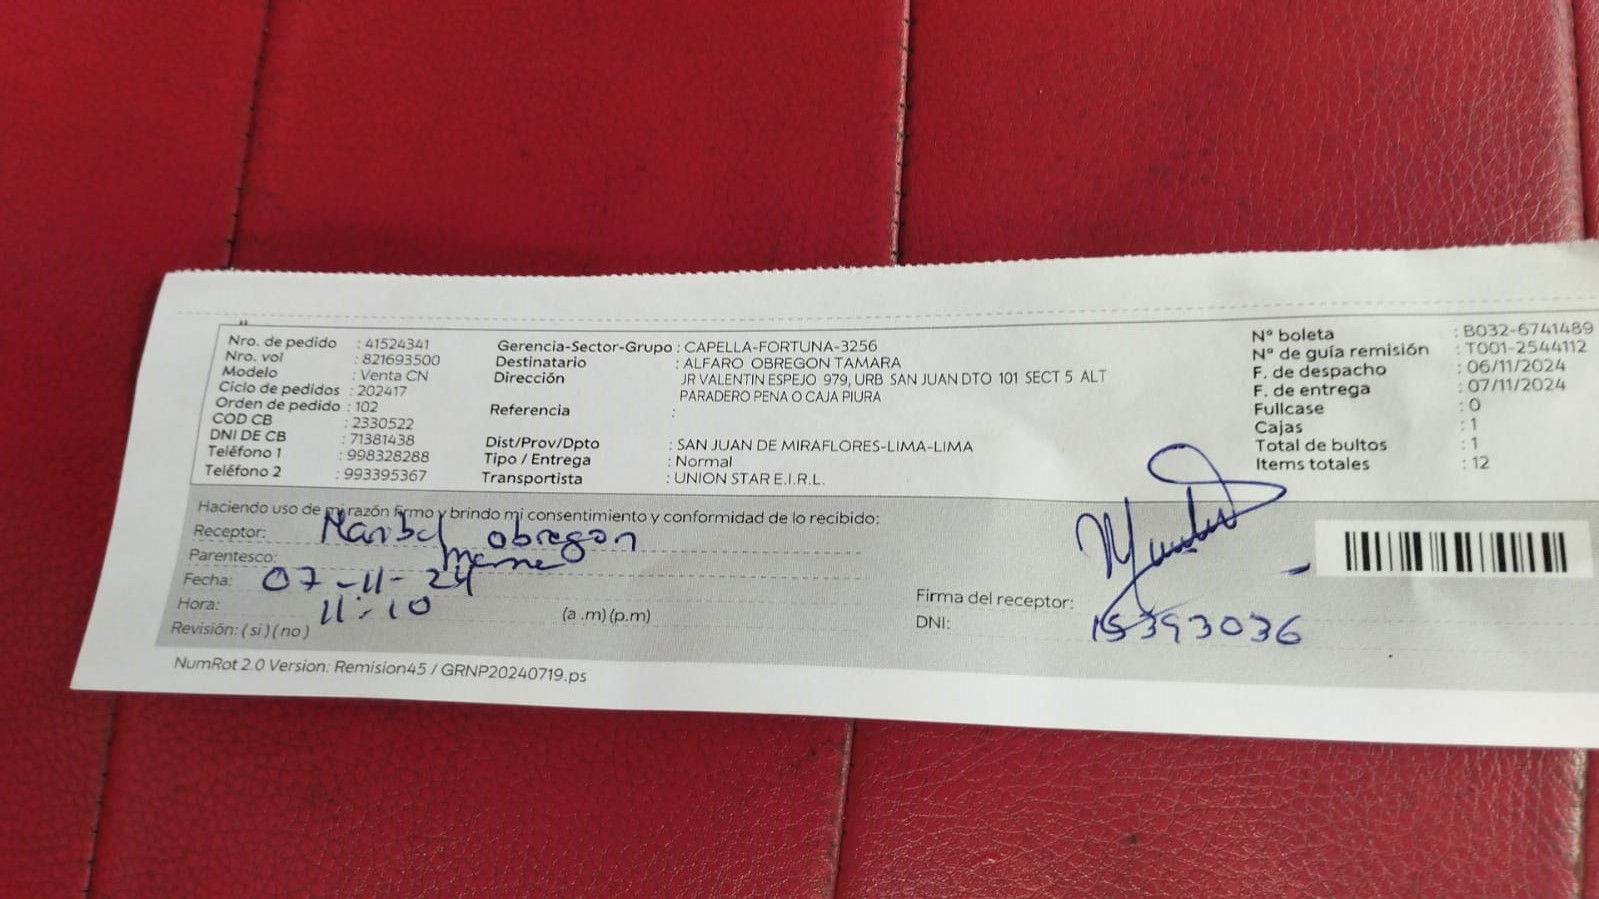 Nro. de pedido : 41524341
Nro. vol : 821693500
Modelo : Venta CN
Ciclo de pedidos : 202417
Orden de pedido : 102
COD CB : 2330522
DNI DE CB : 71381438
Teléfono 1 : 998328288
Teléfono 2 : 993395367
Gerencia-Sector-Grupo : CAPELLA-FORTUNA-3256
Destinatario : ALFARO OBREGON TAMARA
Dirección JR VALENTIN ESPEJO 979, URB SAN JUAN DTO 101 SECT 5 ALT
PARADERO PENA O CAJA PIURA
Referencia :
Dist/Prov/Dpto : SAN JUAN DE MIRAFLORES-LIMA-LIMA
Tipo / Entrega : Normal
Transportista : UNION STAR E.I.R.L.
Nº boleta : B032-6741489
Nº de guía remisión : T001-2544112
F. de despacho : 06/11/2024
F. de entrega : 07/11/2024
Fullcase : 0
Cajas : 1
Total de bultos : 1
Items totales : 12
Haciendo uso de mi razón firmo y brindo mi consentimiento y conformidad de lo recibido:
Receptor: Maribel obregon
Parentesco:
Fecha: 07-11-24
Hora: 11:10 (a .m) (p.m)
Revisión: ( si ) ( no )
Firma del receptor:
DNI: 15393036
NumRot 2.0 Version: Remision45 / GRNP20240719.ps